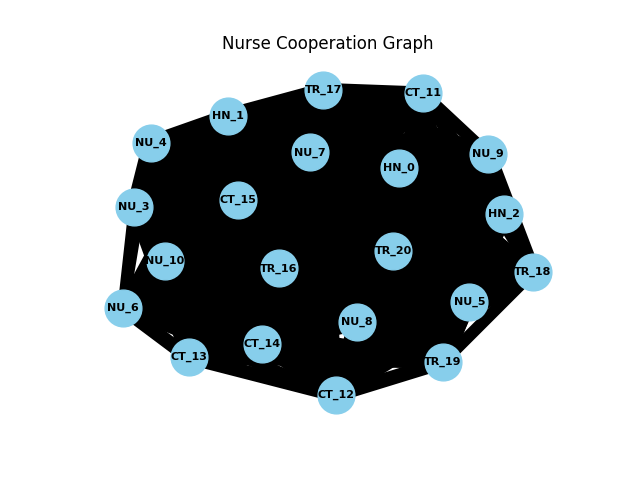 Nurse Cooperation Graph
TR_17
CT_11
HN_1
NU_4
NU_7
NU_9
HN_0
CT_15
NU_3
HN_2
TR_20
NU_10
TR_16
TR_18
NU_5
NU_6
NU_8
CT_14
CT_13
TR_19
CT_12